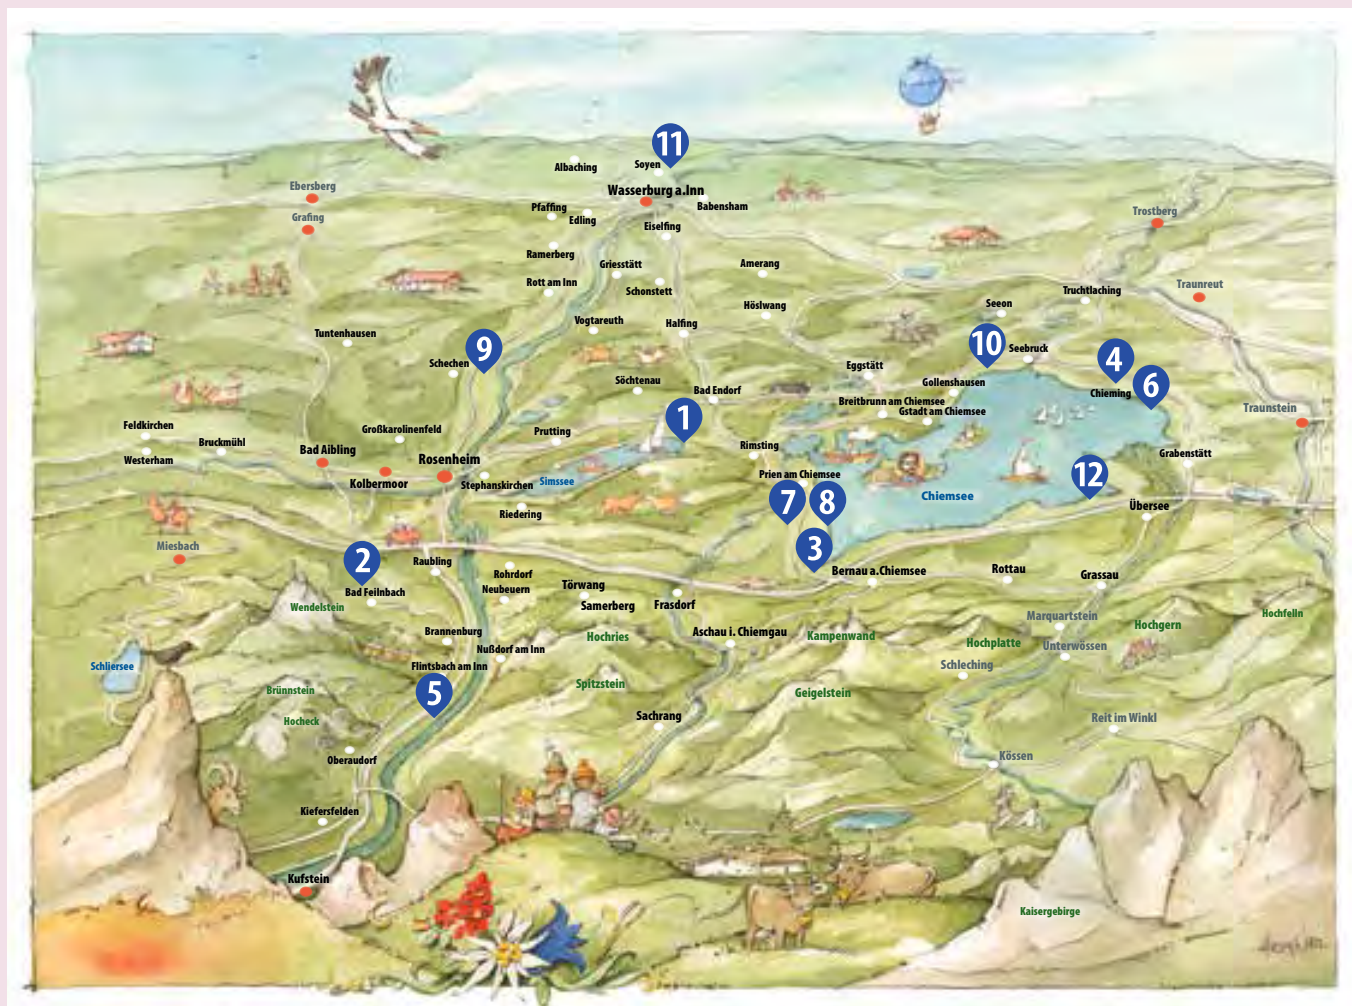 11
Albaching
Soyen
Ebersberg
Wasserburg a.Inn
Grafing
Pfaffing
Edling
Babensham
Trostberg
Eiselfing
Ramerberg
Griesstätt
Amerang
Rott am Inn
Schonstett
Traunreut
Truchtlaching
Höslwang
Seeon
Vogtareuth
Halfing
Tuntenhausen
10
Seebruck
9
Schechen
4
Eggstätt
Söchtenau
Bad Endorf
Gollenshausen
Chieming
6
Breitbrunn am Chiemsee
Gstadt am Chiemsee
Traunstein
1
Feldkirchen
Großkarolinenfeld
Prutting
Bruckmühl
Bad Aibling
Rimsting
Westerham
Rosenheim
Grabenstätt
Prien am Chiemsee
12
Kolbermoor
Stephanskirchen
Simssee
Chiemsee
7
8
Riedering
Übersee
Miesbach
3
2
Raubling
Rohrdorf
Bernau a.Chiemsee
Rottau
Grassau
Bad Feilnbach
Neubeuern
Törwang
Samerberg
Frasdorf
Wendelstein
Hochfelln
Marquartstein
Brannenburg
Hochries
Aschau i. Chiemgau
Kampenwand
Hochplatte
Hochgern
Nußdorf am Inn
Unterwössen
Schliersee
Flintsbach am Inn
Schleching
Brünnstein
Spitzstein
Geigelstein
5
Hocheck
Sachrang
Reit im Winkl
Oberaudorf
Kössen
Kiefersfelden
Kufstein
Kaisergebirge